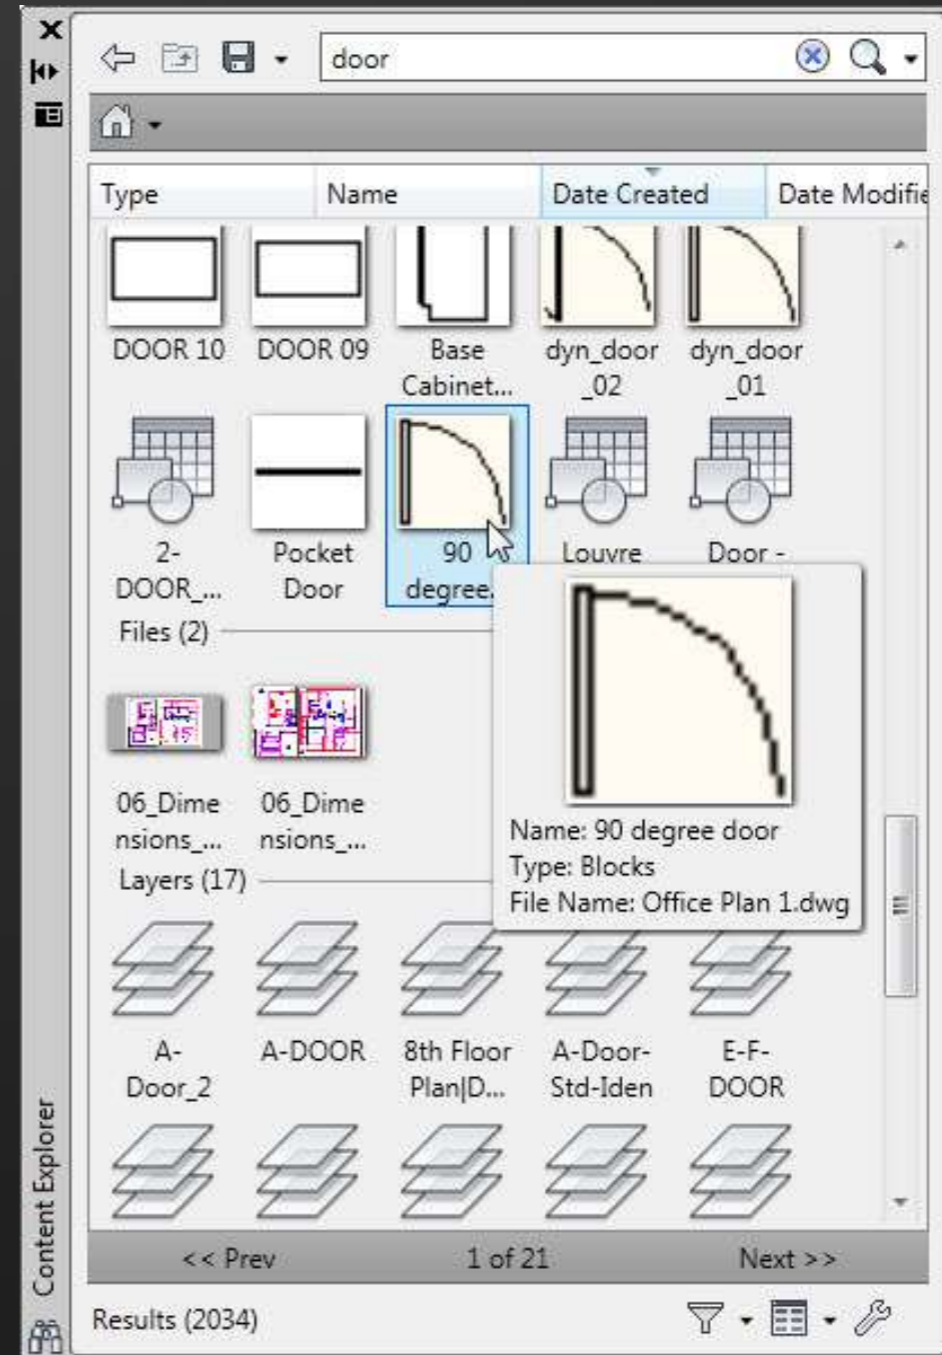 door
Type Name Date Created Date Modifie
DOOR 10 DOOR 09 Base Cabinet... dyn_door _02 dyn_door _01
2-DOOR_... Pocket Door 90 degree. Louvre Door -
Files (2)
06_Dime nsions_... 06_Dime nsions_...
Name: 90 degree door
Type: Blocks
File Name: Office Plan 1.dwg
Layers (17)
A-Door_2 A-DOOR 8th Floor Plan|D... A-Door-Std-Iden E-F-DOOR
<< Prev 1 of 21 Next >>
Results (2034)
Content Explorer